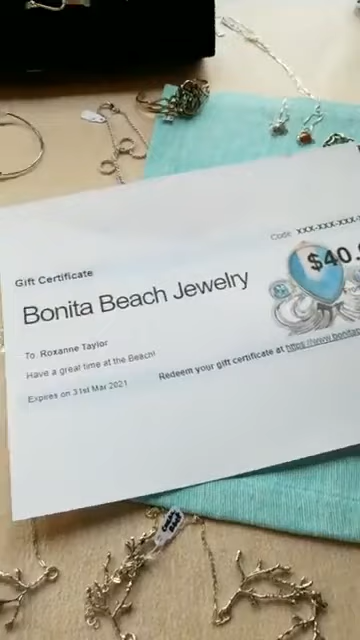 Gift Certificate
Code XXX-XXX-XXX-
$40.
Bonita Beach Jewelry
To Roxanne Taylor
Have a great time at the Beach!
Redeem your gift certificate at https://www.bonitas
Expires on 31st Mar 2021